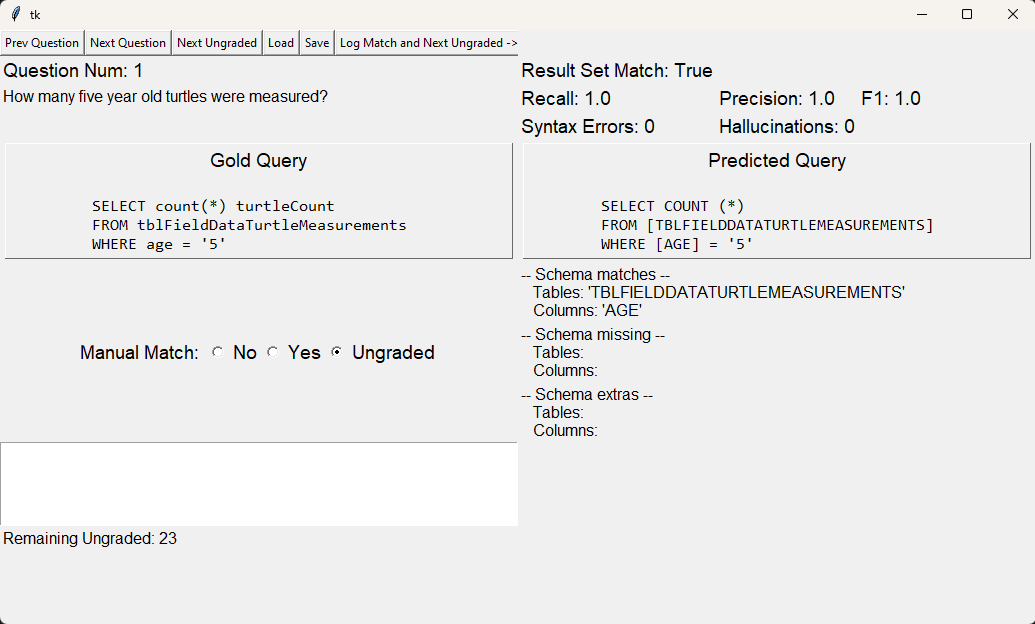 tk
Prev Question Next Question Next Ungraded Load Save Log Match and Next Ungraded ->
Question Num: 1
How many five year old turtles were measured?
Result Set Match: True
Recall: 1.0 Precision: 1.0 F1: 1.0
Syntax Errors: 0 Hallucinations: 0
Gold Query
SELECT count(*) turtleCount
FROM tblFieldDataTurtleMeasurements
WHERE age = '5'
Predicted Query
SELECT COUNT (*)
FROM [TBLFIELDDATATURTLEMEASUREMENTS]
WHERE [AGE] = '5'
Manual Match: No Yes Ungraded
-- Schema matches --
Tables: 'TBLFIELDDATATURTLEMEASUREMENTS'
Columns: 'AGE'
-- Schema missing --
Tables:
Columns:
-- Schema extras --
Tables:
Columns:
Remaining Ungraded: 23